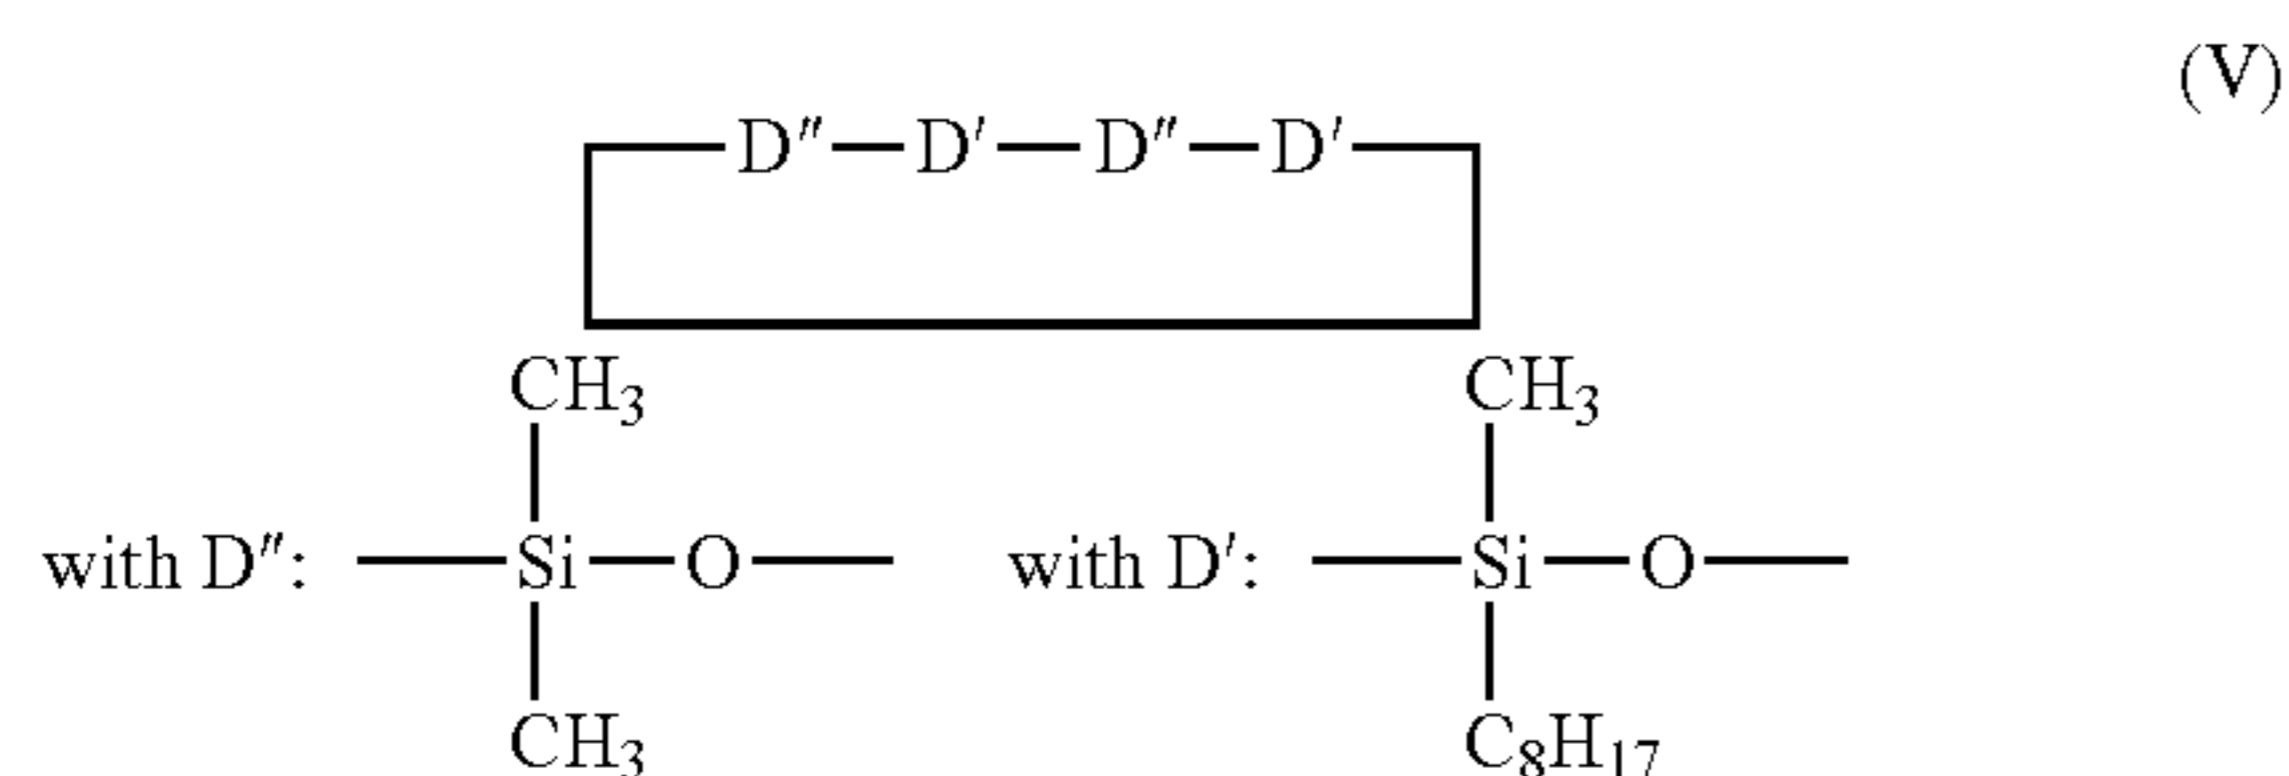 (V)
D″—D′—D″—D′
CH₃ CH₃
with D″: —Si—O— with D′: —Si—O—
CH₃ C₈H₁₇